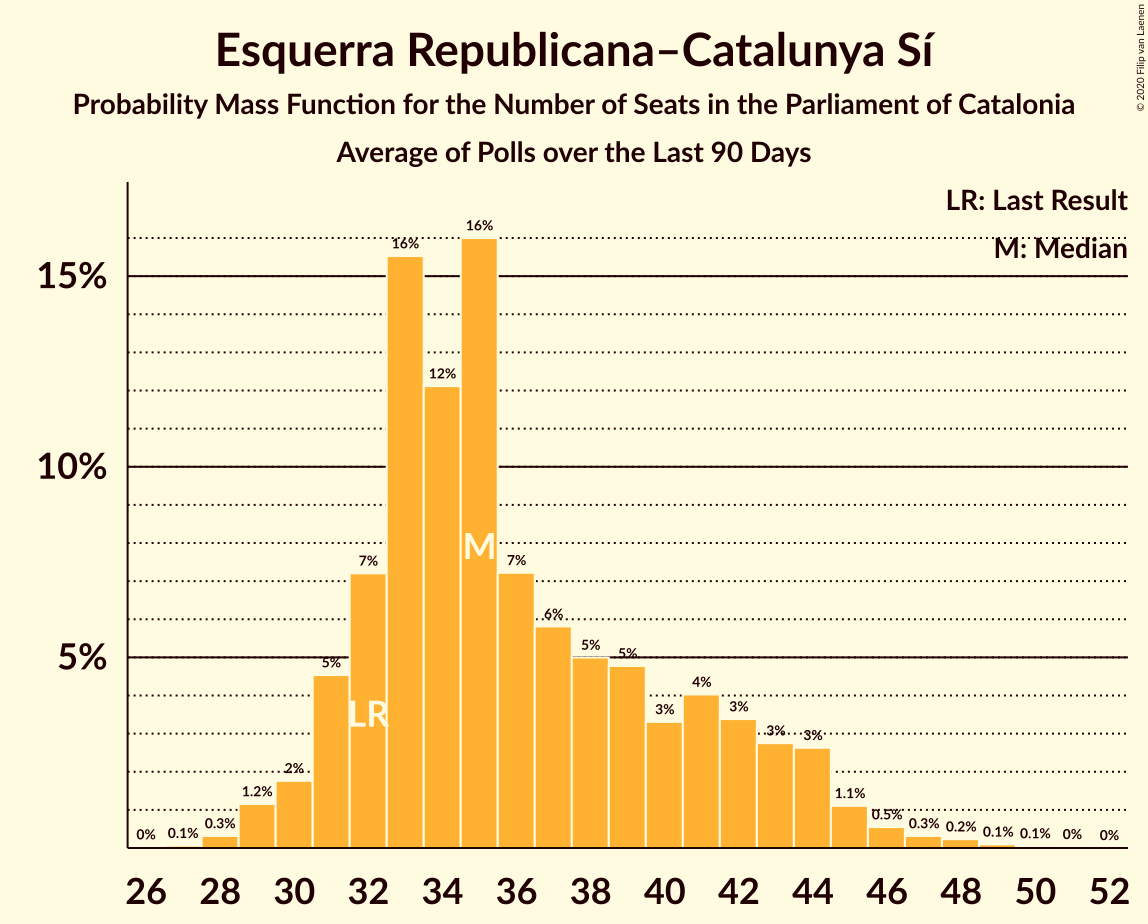 Esquerra Republicana–Catalunya Sí
Probability Mass Function for the Number of Seats in the Parliament of Catalonia
Average of Polls over the Last 90 Days
© 2020 Filip van Laenen
LR: Last Result
M: Median
15%
10%
5%
0% 0.1% 0.3% 1.2% 2% 5% 7% 16% 12% 16% 7% 6% 5% 5% 3% 4% 3% 3% 3% 1.1% 0.5% 0.3% 0.2% 0.1% 0.1% 0% 0%
M
LR
26 28 30 32 34 36 38 40 42 44 46 48 50 52